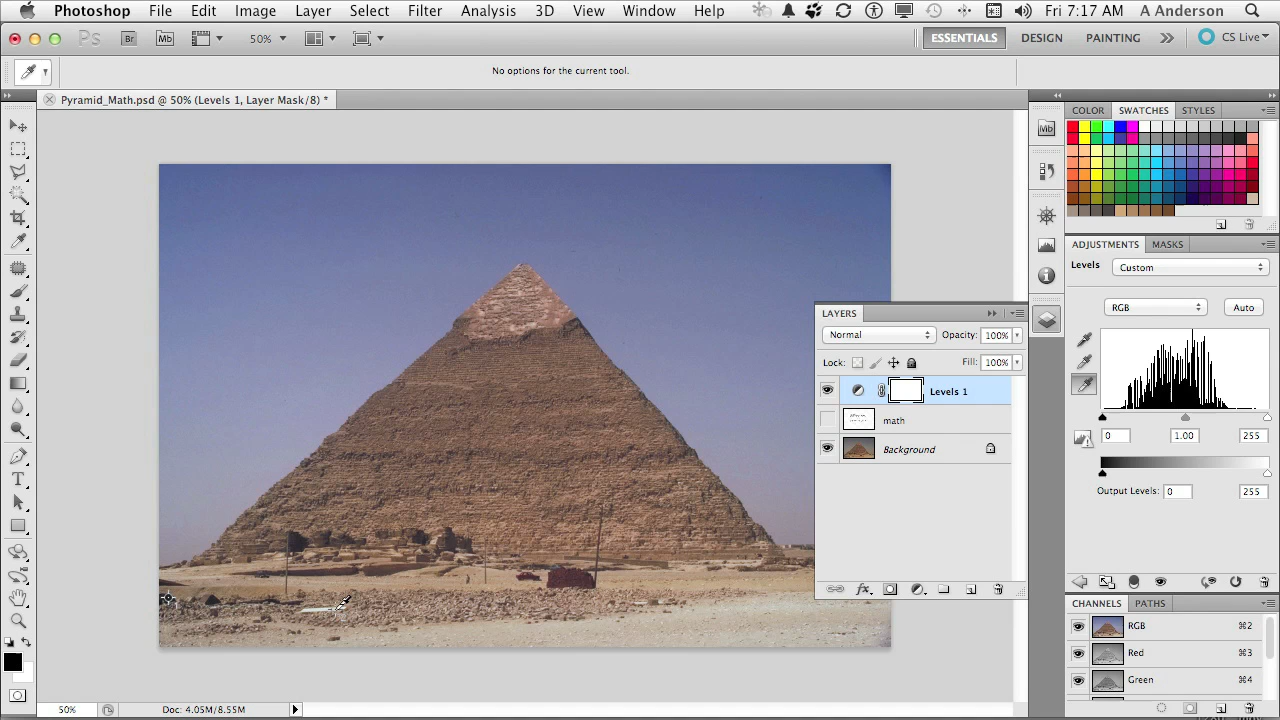 Photoshop File Edit Image Layer Select Filter Analysis 3D View Window Help Fri 7:17 AM A Anderson
Ps Br Mb 50% ESSENTIALS DESIGN PAINTING CS Live
No options for the current tool.
Pyramid_Math.psd @ 50% (Levels 1, Layer Mask/8) *
COLOR SWATCHES STYLES
Mb
ADJUSTMENTS MASKS
Levels Custom
RGB Auto
0 1.00 255
Output Levels: 0 255
LAYERS
Normal Opacity: 100%
Lock: Fill: 100%
Levels 1
math
Background
fx
CHANNELS PATHS
RGB ⌘2
Red ⌘3
Green ⌘4
50% Doc: 4.05M/8.55M